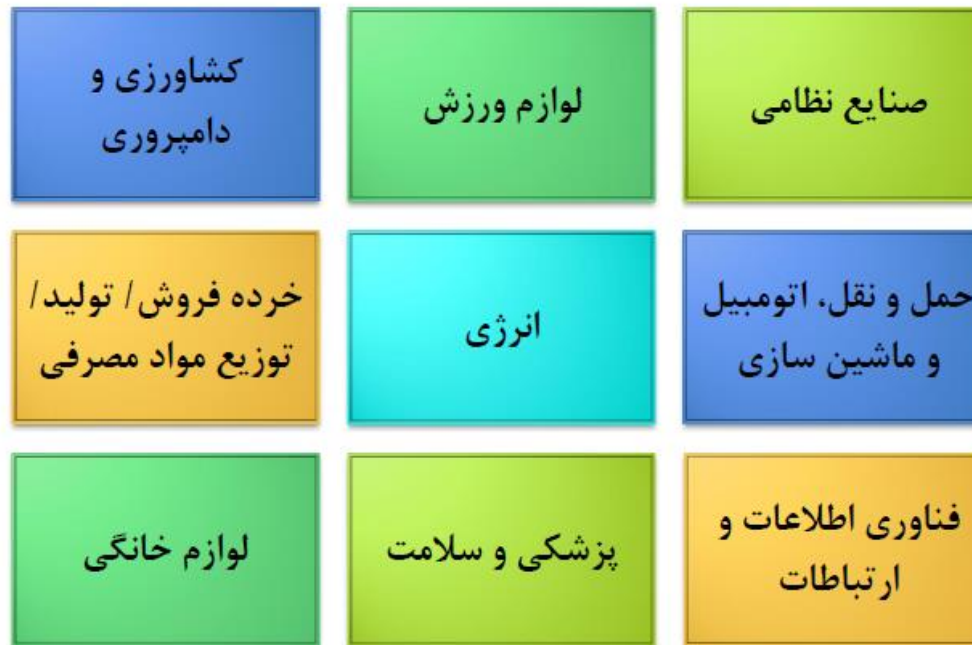 صنایع نظامی
لوازم ورزش
کشاورزی و
دامپروری
حمل و نقل، اتومبیل
و ماشین سازی
انرژی
خرده فروش/ تولید/
توزیع مواد مصرفی
فناوری اطلاعات و
ارتباطات
پزشکی و سلامت
لوازم خانگی